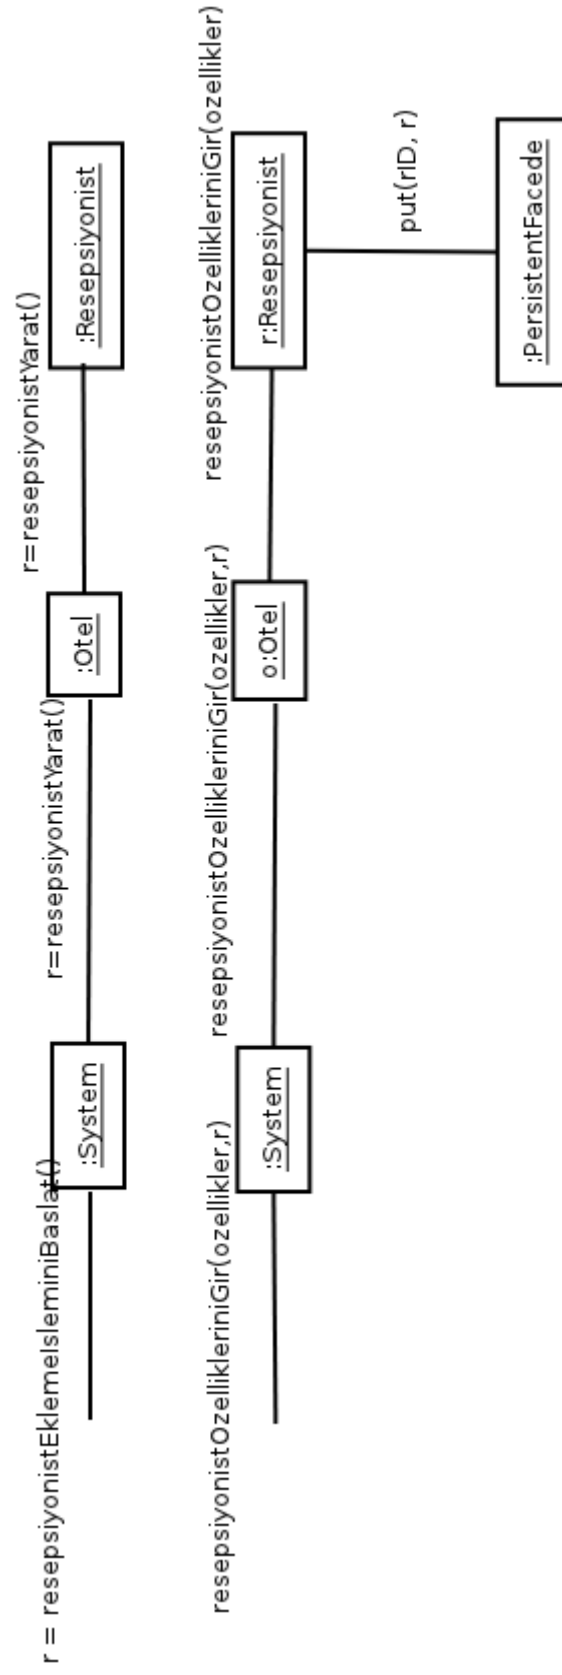 r = resepsiyonistEklemeIsleminiBaslat()
:System
r=resepsiyonistYarat()
:Otel
r=resepsiyonistYarat()
:Resepsiyonist
resepsiyonistOzellikleriniGir(ozellikler,r)
:System
resepsiyonistOzellikleriniGir(ozellikler,r)
o:Otel
resepsiyonistOzellikleriniGir(ozellikler)
r:Resepsiyonist
put(rID, r)
:PersistentFacede